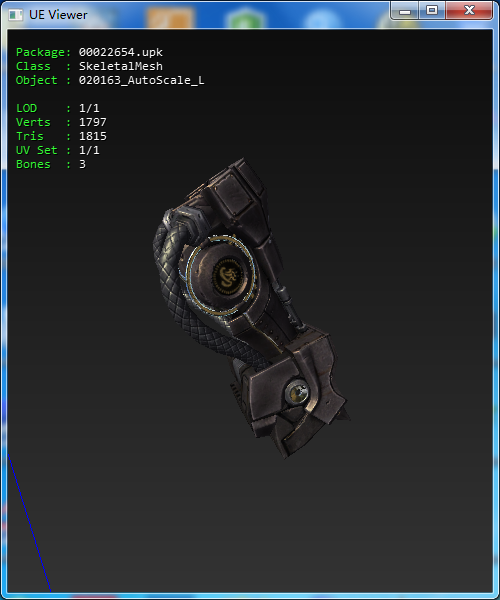 UE Viewer
Package: 00022654.upk
Class : SkeletalMesh
Object : 020163_AutoScale_L
LOD : 1/1
Verts : 1797
Tris : 1815
UV Set : 1/1
Bones : 3